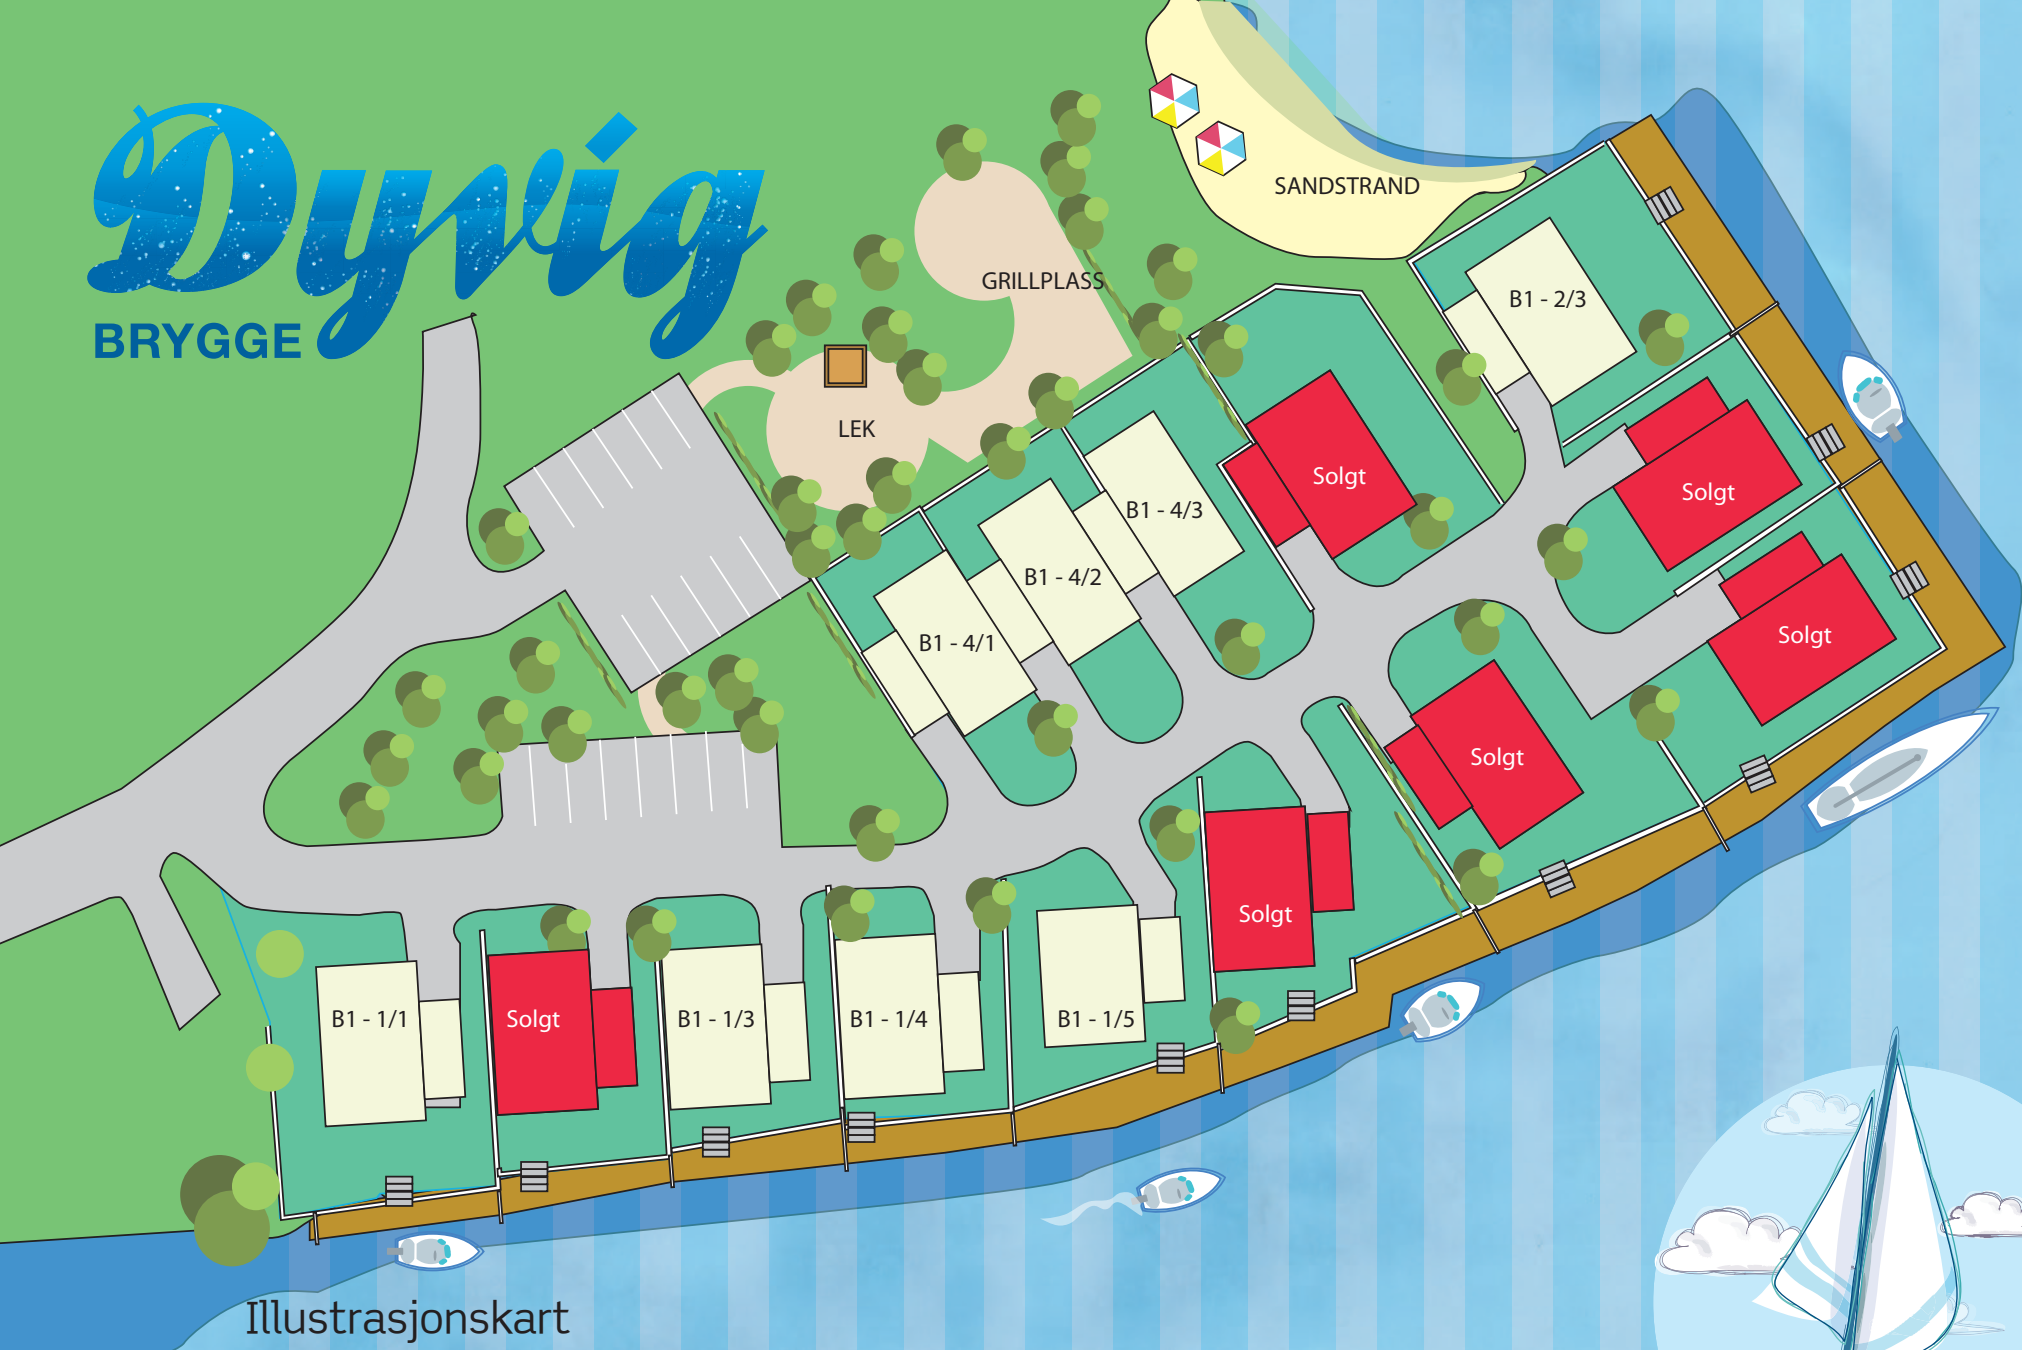 Dyvig
BRYGGE
SANDSTRAND
GRILLPLASS
LEK
B1 - 2/3
B1 - 4/3
B1 - 4/2
B1 - 4/1
Solgt
Solgt
Solgt
Solgt
Solgt
B1 - 1/1
Solgt
B1 - 1/3
B1 - 1/4
B1 - 1/5
Illustrasjonskart